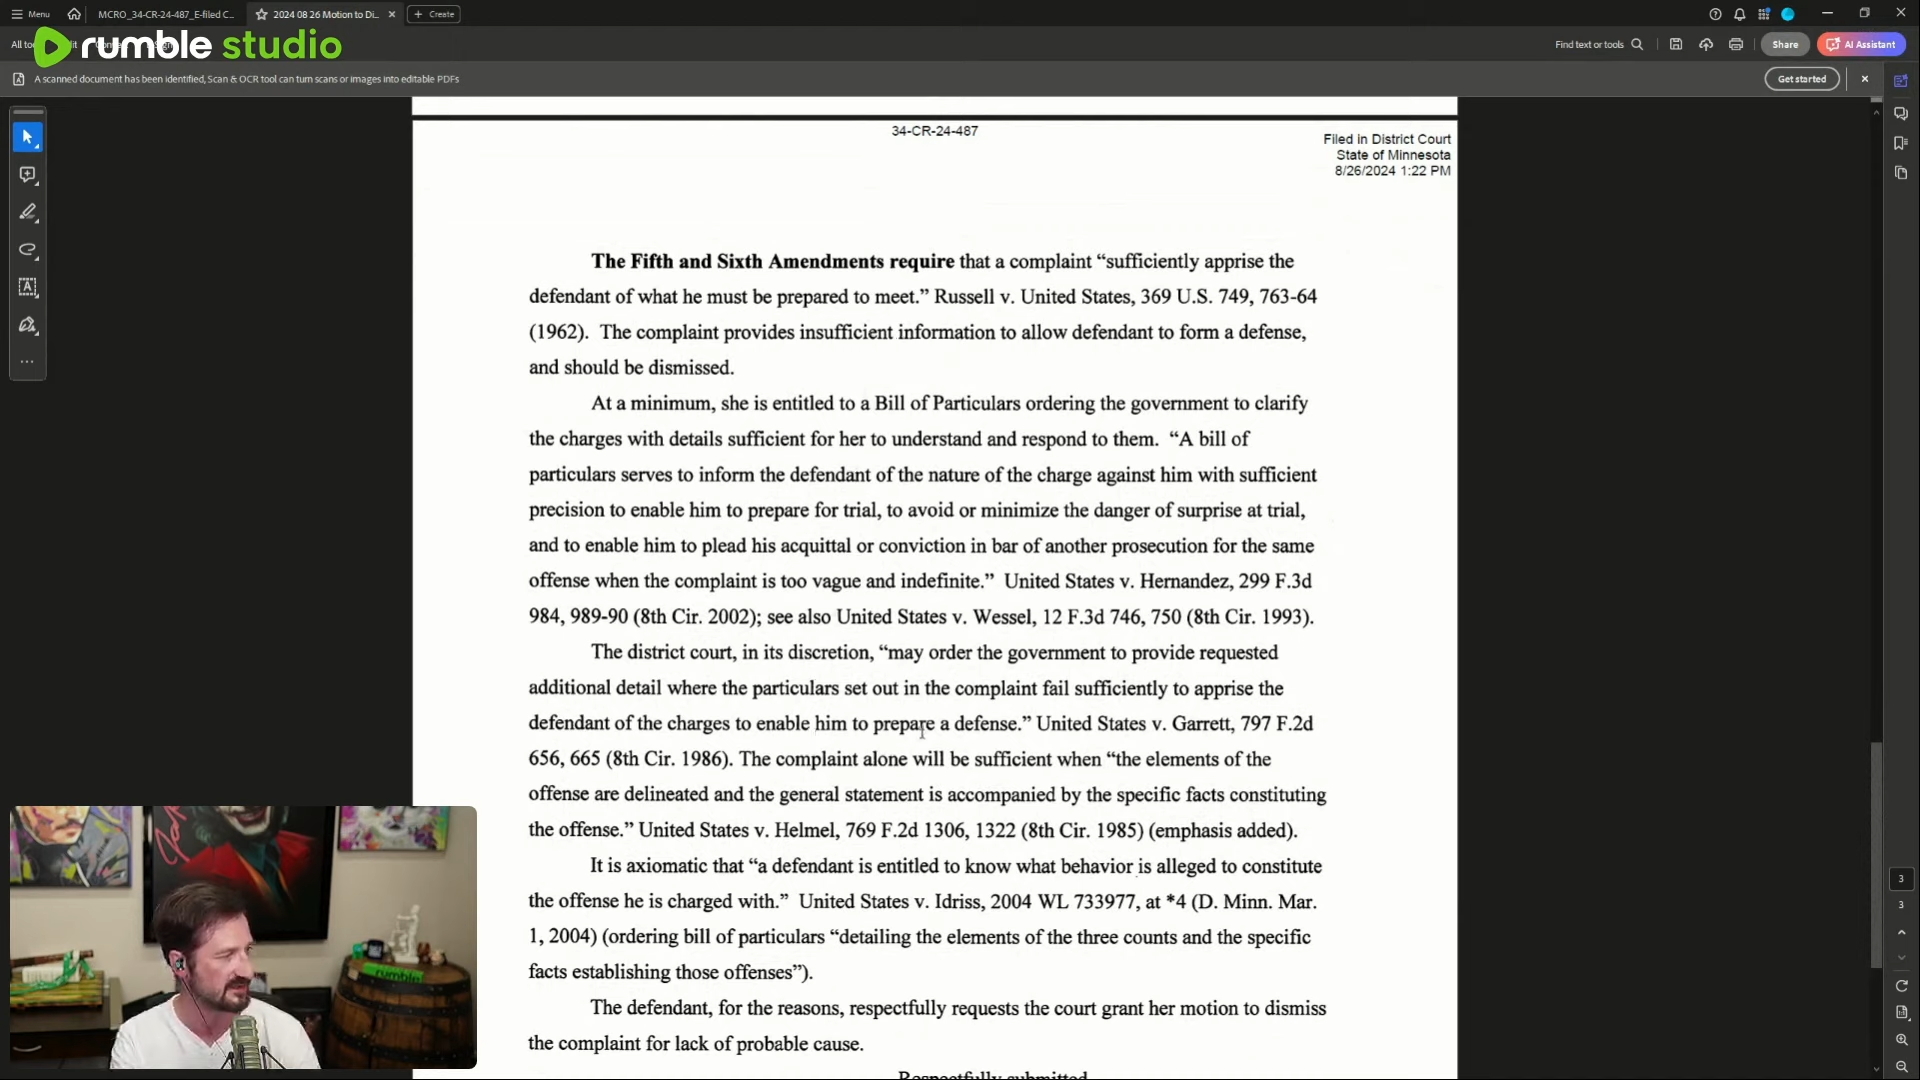 Menu
MCRO_34-CR-24-487_E-filed C...
2024 08 26 Motion to Di...
Create
All to
rumble studio
Find text or tools
Share
AI Assistant
A scanned document has been identified, Scan & OCR tool can turn scans or images into editable PDFs
Get started
34-CR-24-487
Filed in District Court
State of Minnesota
8/26/2024 1:22 PM
The Fifth and Sixth Amendments require that a complaint “sufficiently apprise the
defendant of what he must be prepared to meet.” Russell v. United States, 369 U.S. 749, 763-64
(1962). The complaint provides insufficient information to allow defendant to form a defense,
and should be dismissed.
At a minimum, she is entitled to a Bill of Particulars ordering the government to clarify
the charges with details sufficient for her to understand and respond to them. “A bill of
particulars serves to inform the defendant of the nature of the charge against him with sufficient
precision to enable him to prepare for trial, to avoid or minimize the danger of surprise at trial,
and to enable him to plead his acquittal or conviction in bar of another prosecution for the same
offense when the complaint is too vague and indefinite.” United States v. Hernandez, 299 F.3d
984, 989-90 (8th Cir. 2002); see also United States v. Wessel, 12 F.3d 746, 750 (8th Cir. 1993).
The district court, in its discretion, “may order the government to provide requested
additional detail where the particulars set out in the complaint fail sufficiently to apprise the
defendant of the charges to enable him to prepare a defense.” United States v. Garrett, 797 F.2d
656, 665 (8th Cir. 1986). The complaint alone will be sufficient when “the elements of the
offense are delineated and the general statement is accompanied by the specific facts constituting
the offense.” United States v. Helmel, 769 F.2d 1306, 1322 (8th Cir. 1985) (emphasis added).
It is axiomatic that “a defendant is entitled to know what behavior is alleged to constitute
the offense he is charged with.” United States v. Idriss, 2004 WL 733977, at *4 (D. Minn. Mar.
1, 2004) (ordering bill of particulars “detailing the elements of the three counts and the specific
facts establishing those offenses”).
The defendant, for the reasons, respectfully requests the court grant her motion to dismiss
the complaint for lack of probable cause.
Respectfully submitted
3
3
rumble